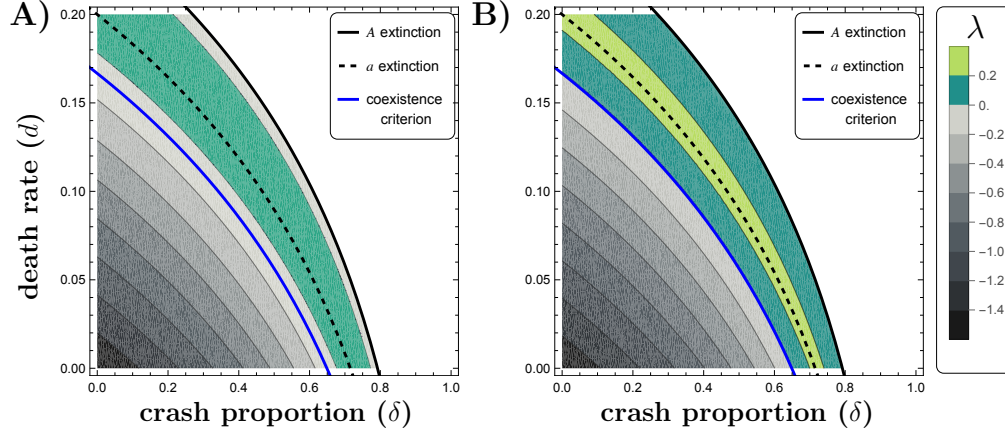 A)
B)
0.20
0.15
0.10
0.05
0.00
0.0 0.2 0.4 0.6 0.8 1.0
death rate (d)
crash proportion (δ)
A extinction
a extinction
coexistence
criterion
0.20
0.15
0.10
0.05
0.00
0.0 0.2 0.4 0.6 0.8 1.0
crash proportion (δ)
A extinction
a extinction
coexistence
criterion
λ
0.2
0.
−0.2
−0.4
−0.6
−0.8
−1.0
−1.2
−1.4